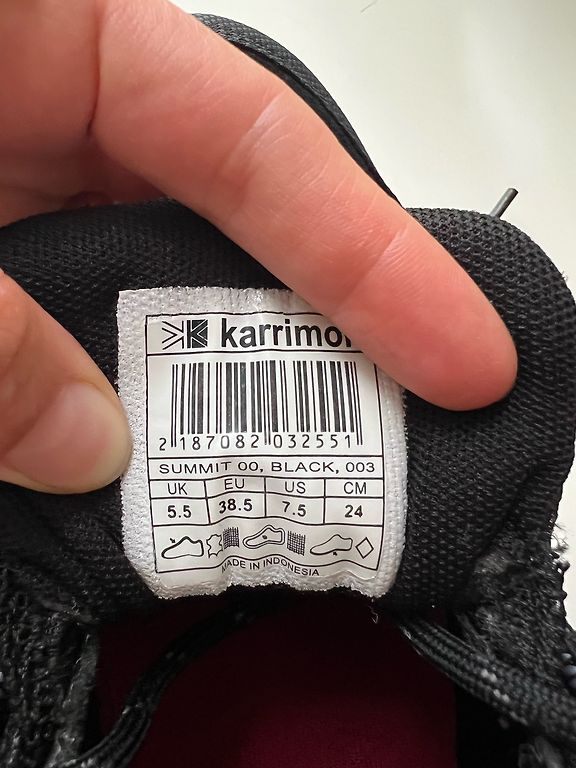 karrimor
2 187082 032551
SUMMIT 00, BLACK, 003
UK EU US CM
5.5 38.5 7.5 24
MADE IN INDONESIA